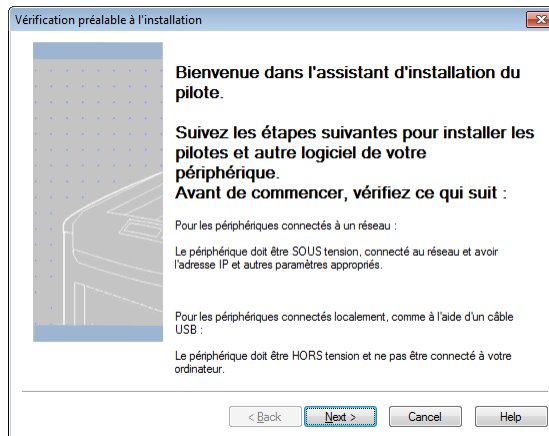 Vérification préalable à l'installation
Bienvenue dans l'assistant d'installation du
pilote.
Suivez les étapes suivantes pour installer les
pilotes et autre logiciel de votre
périphérique.
Avant de commencer, vérifiez ce qui suit :
Pour les périphériques connectés à un réseau :
Le périphérique doit être SOUS tension, connecté au réseau et avoir
l'adresse IP et autres paramètres appropriés.
Pour les périphériques connectés localement, comme à l'aide d'un câble
USB :
Le périphérique doit être HORS tension et ne pas être connecté à votre
ordinateur.
< Back Next > Cancel Help